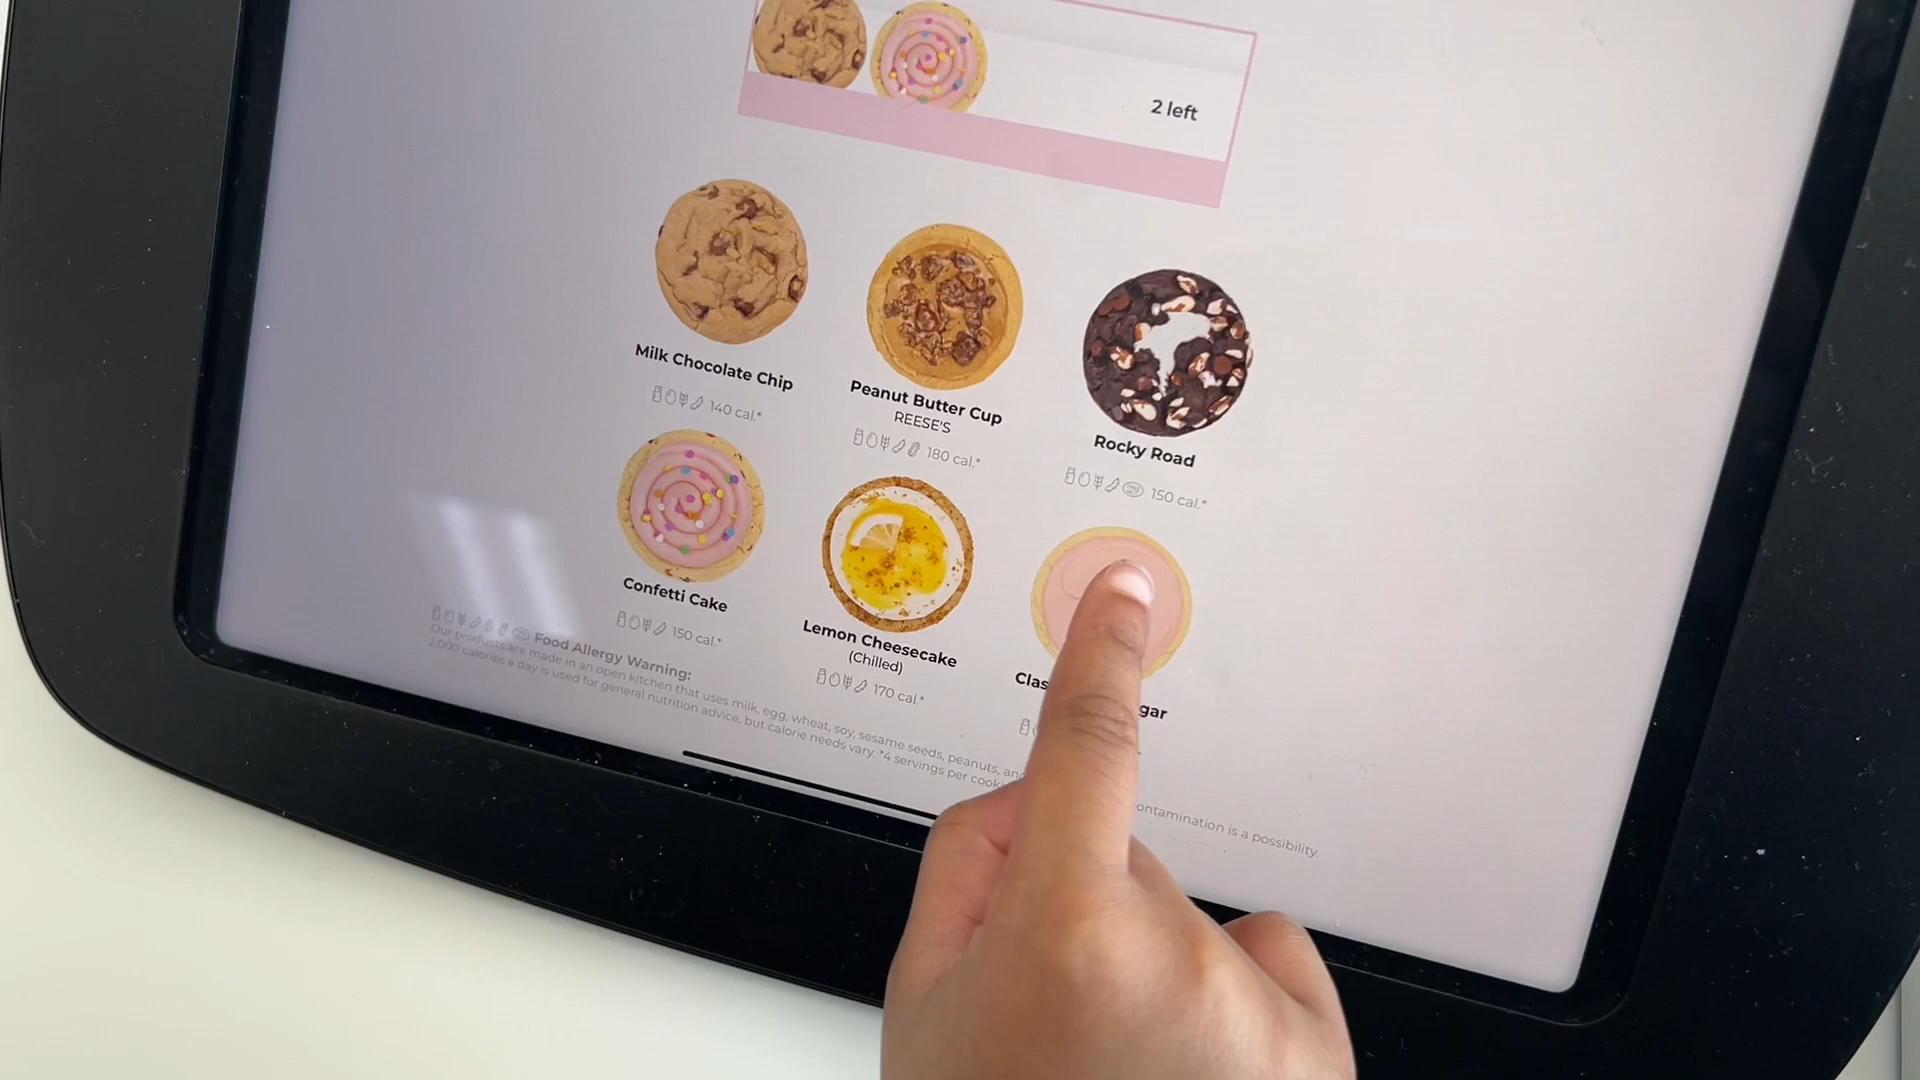 2 left
Milk Chocolate Chip
140 cal.*
Peanut Butter Cup
REESE'S
180 cal.*
Rocky Road
150 cal.*
Confetti Cake
150 cal.*
Lemon Cheesecake
(Chilled)
170 cal.*
Clas gar
Food Allergy Warning:
Our products are made in an open kitchen that uses milk, egg, wheat, soy, sesame seeds, peanuts, and ontamination is a possibility.
2,000 calories a day is used for general nutrition advice, but calorie needs vary. *4 servings per cooki